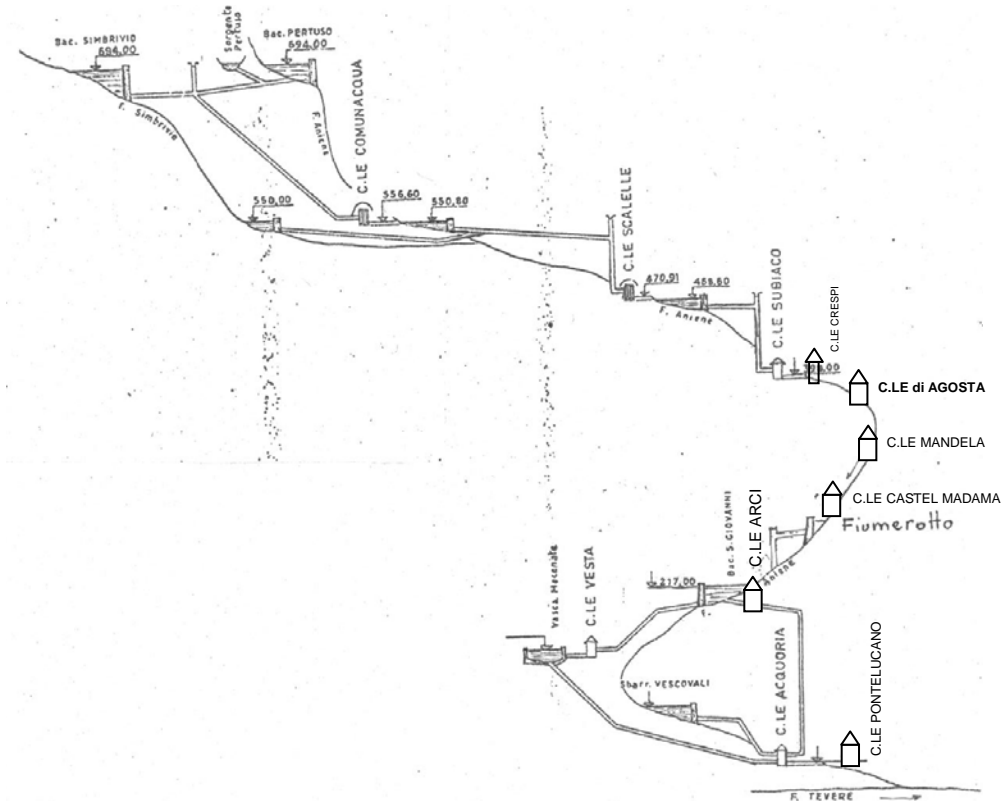 Bac. SIMBRIVIO
694,00
Sorgente
Pertuso
Bac. PERTUSO
694,00
F. Simbrivio
F. Aniene
C.LE COMUNACQUA
550,00
556,60
550,80
C.LE SCALELLE
470,01
F. Aniene
C.LE SUBIACO
C.LE CRESPI
C.LE di AGOSTA
C.LE MANDELA
C.LE CASTEL MADAMA
Fiumerotto
Bac. S.GIOVANNI
C.LE ARCI
F. Aniene
217,00
Vasca Mecenate
C.LE VESTA
Sbarr. VESCOVALI
C.LE ACQUORIA
C.LE PONTELUCANO
F. TEVERE